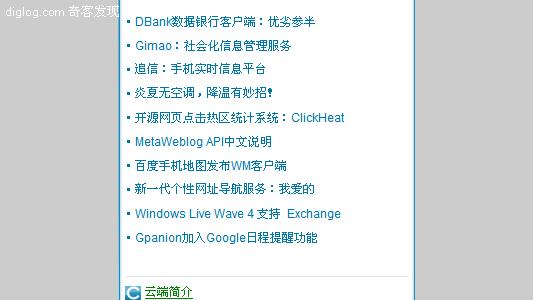 diglog.com 奇客发现
DBank数据银行客户端：优劣参半
Gimao：社会化信息管理服务
追信：手机实时信息平台
炎夏无空调，降温有妙招！
开源网页点击热区统计系统：ClickHeat
MetaWeblog API中文说明
百度手机地图发布WM客户端
新一代个性网址导航服务：我爱的
Windows Live Wave 4 支持 Exchange
Gpanion加入Google日程提醒功能
云端简介